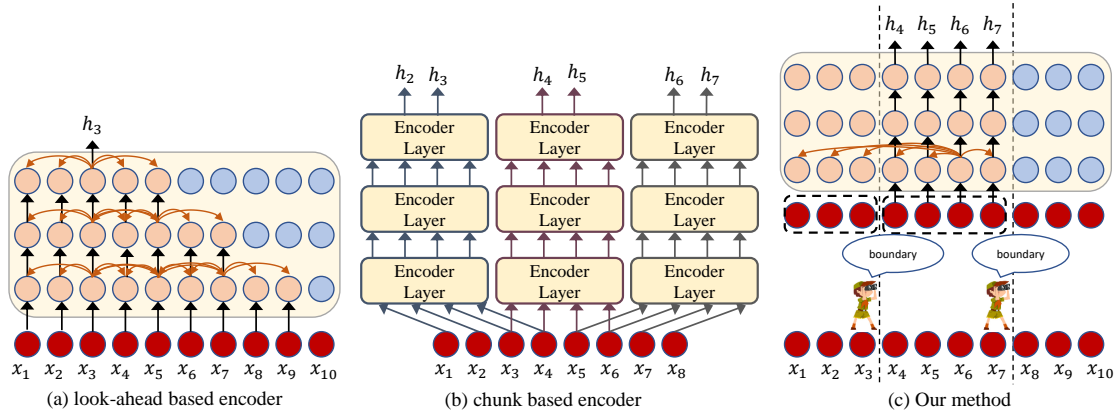 h₃
x₁ x₂ x₃ x₄ x₅ x₆ x₇ x₈ x₉ x₁₀
(a) look-ahead based encoder
h₂ h₃ h₄ h₅ h₆ h₇
Encoder Layer
Encoder Layer
Encoder Layer
Encoder Layer
Encoder Layer
Encoder Layer
Encoder Layer
Encoder Layer
Encoder Layer
x₁ x₂ x₃ x₄ x₅ x₆ x₇ x₈
(b) chunk based encoder
h₄ h₅ h₆ h₇
boundary
boundary
x₁ x₂ x₃ x₄ x₅ x₆ x₇ x₈ x₉ x₁₀
(c) Our method